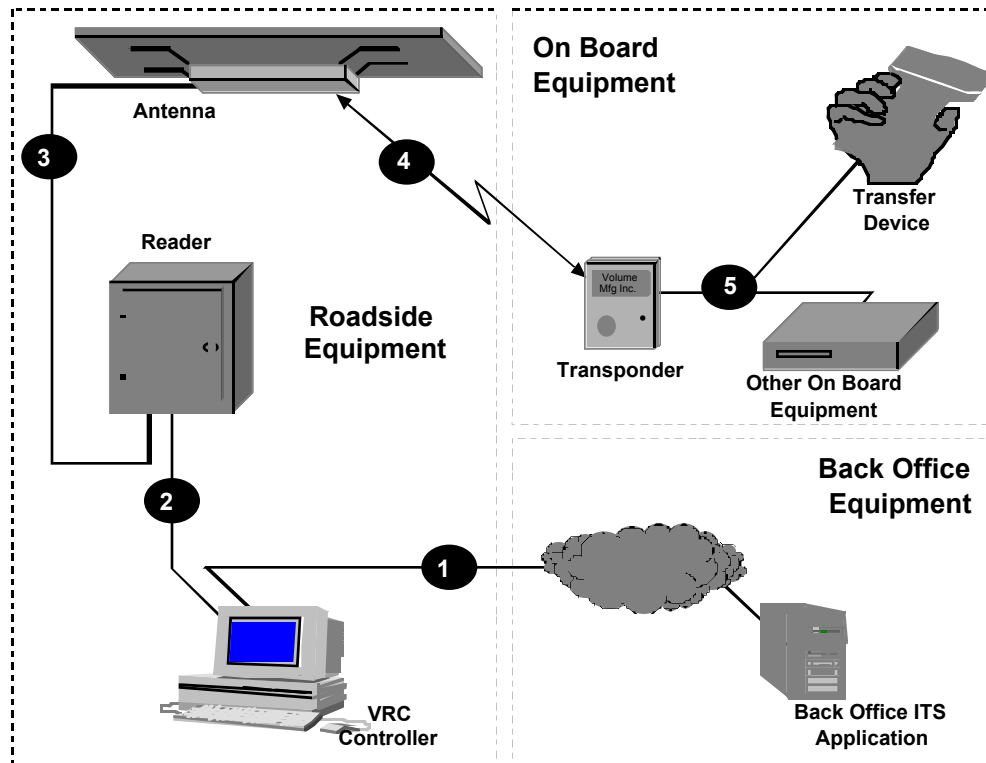 Antenna
3
4
Reader
Roadside
Equipment
2
1
VRC
Controller
On Board
Equipment
Transfer
Device
Volume
Mfg Inc.
5
Transponder
Other On Board
Equipment
Back Office
Equipment
Back Office ITS
Application